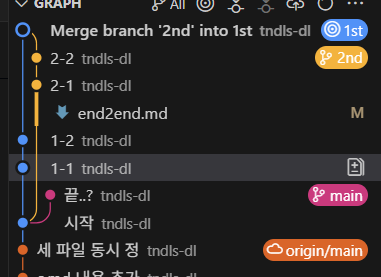 GRAPH All
Merge branch '2nd' into 1st tndls-dl 1st
2-2 tndls-dl 2nd
2-1 tndls-dl
end2end.md M
1-2 tndls-dl
1-1 tndls-dl
끝..? tndls-dl main
시작 tndls-dl
세 파일 동시 정 tndls-dl origin/main